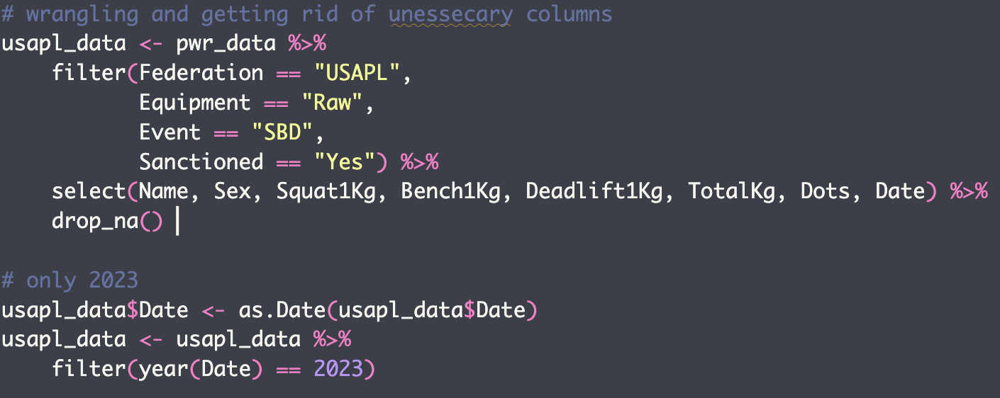 # wrangling and getting rid of unessecary columns
usapl_data <- pwr_data %>%
    filter(Federation == "USAPL",
           Equipment == "Raw",
           Event == "SBD",
           Sanctioned == "Yes") %>%
    select(Name, Sex, Squat1Kg, Bench1Kg, Deadlift1Kg, TotalKg, Dots, Date) %>%
    drop_na()
# only 2023
usapl_data$Date <- as.Date(usapl_data$Date)
usapl_data <- usapl_data %>%
    filter(year(Date) == 2023)